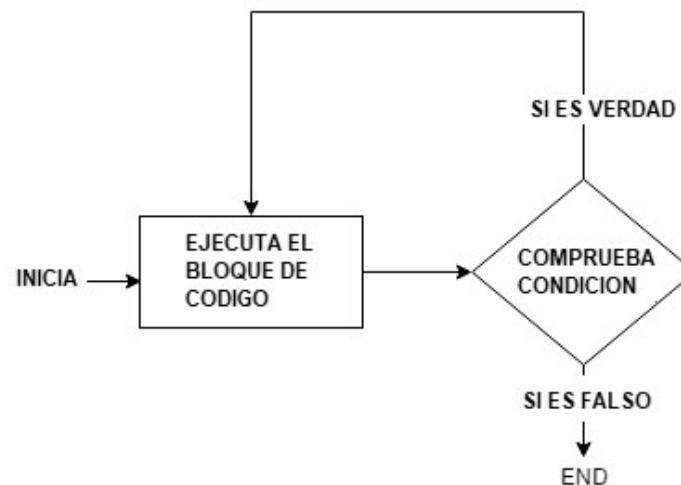 SI ES VERDAD
INICIA
EJECUTA EL
BLOQUE DE
CODIGO
COMPRUEBA
CONDICION
SI ES FALSO
END